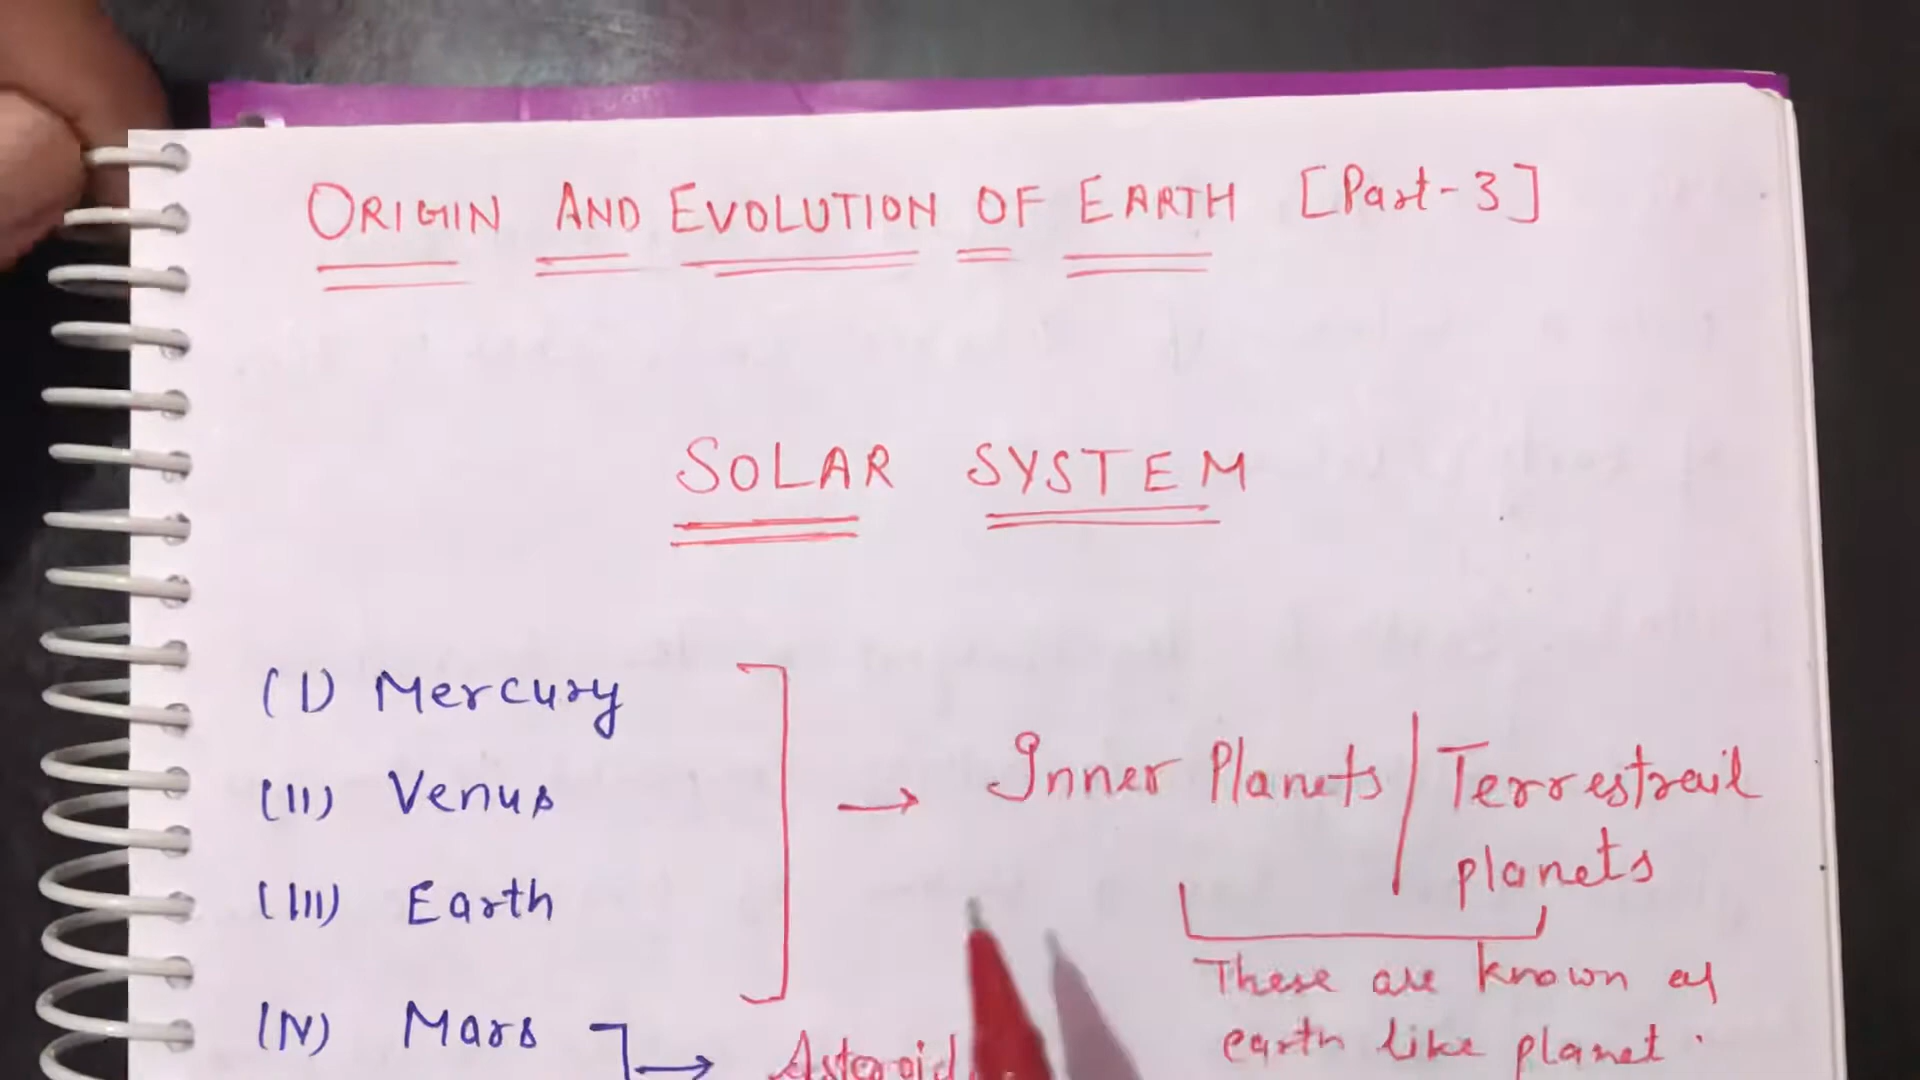 ORIGIN AND EVOLUTION OF EARTH [Part-3]
SOLAR SYSTEM
(I) Mercury
(II) Venus
(III) Earth
(IV) Mars
→ Inner Planets / Terrestrail
planets
These are known as
earth like planet.
→ Asteroid